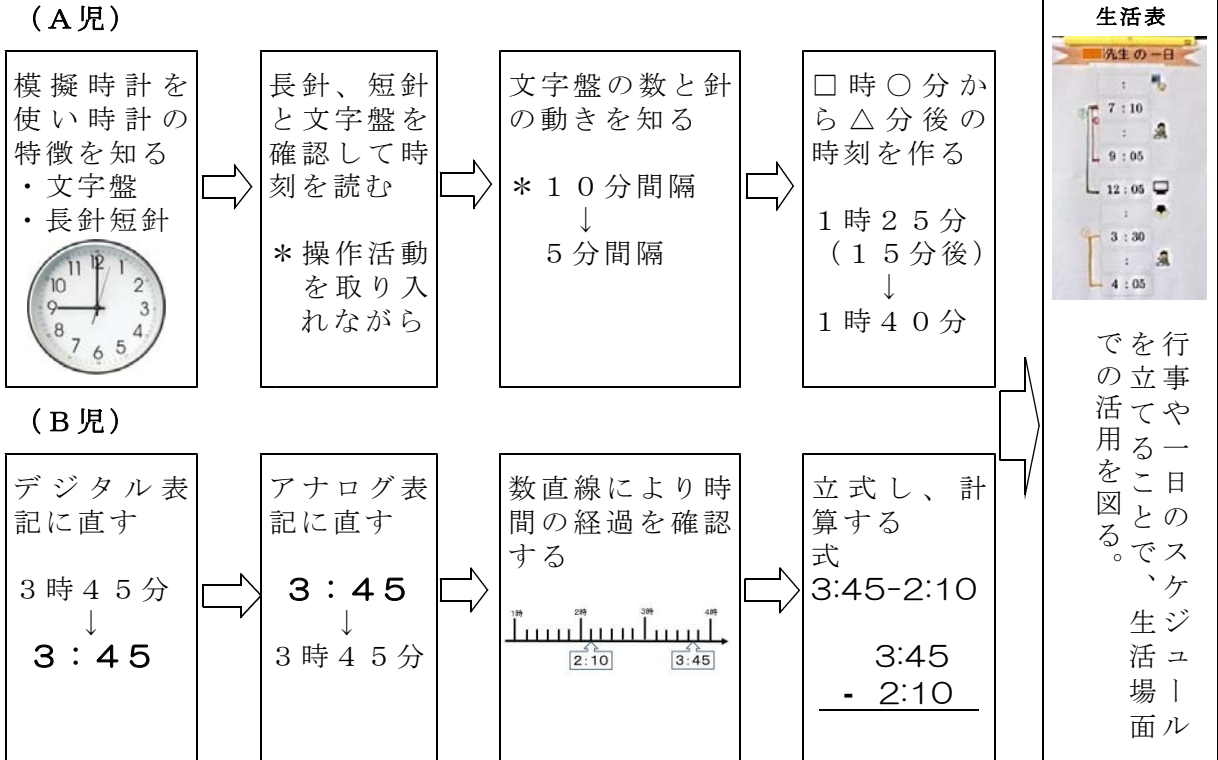 (A児)
模擬時計を
使い時計の
特徴を知る
・文字盤
・長針短針
12
1
2
3
4
5
6
7
8
9
10
11
長針、短針
と文字盤を
確認して時
刻を読む
*操作活動
を取り入
れながら
文字盤の数と針
の動きを知る
*10分間隔
↓
5分間隔
□時○分か
ら△分後の
時刻を作る
1時25分
(15分後)
↓
1時40分
(B児)
デジタル表
記に直す
3時45分
↓
3:45
アナログ表
記に直す
3:45
↓
3時45分
数直線により時
間の経過を確認
する
1時 2時 3時 4時
2:10 3:45
立式し、計
算する
式
3:45-2:10
3:45
- 2:10
生活表
先生の一日
:
7:10
:
9:05
12:05
:
3:30
:
4:05
行事や一日のスケジュール
を立てることで、生活場面
での活用を図る。